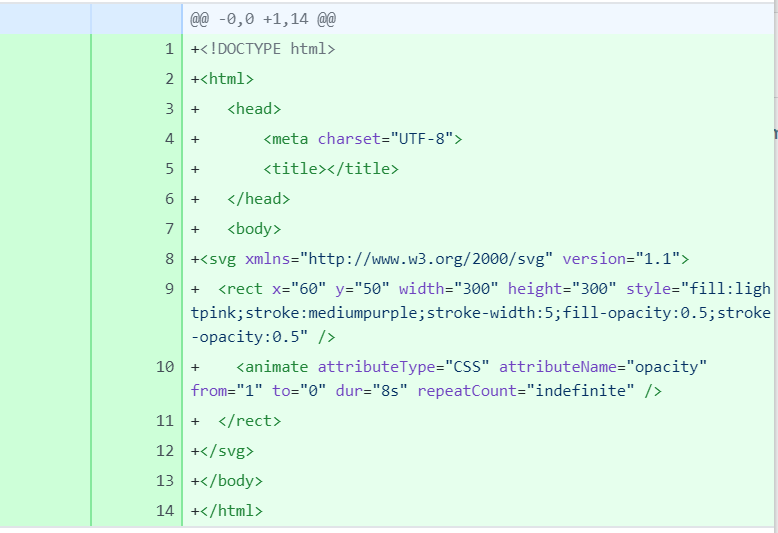 @@ -0,0 +1,14 @@
1 +<!DOCTYPE html>
2 +<html>
3 +   <head>
4 +       <meta charset="UTF-8">
5 +       <title></title>
6 +   </head>
7 +   <body>
8 +<svg xmlns="http://www.w3.org/2000/svg" version="1.1">
9 +  <rect x="60" y="50" width="300" height="300" style="fill:ligh
tpink;stroke:mediumpurple;stroke-width:5;fill-opacity:0.5;stroke
-opacity:0.5" />
10 +    <animate attributeType="CSS" attributeName="opacity"
from="1" to="0" dur="8s" repeatCount="indefinite" />
11 +  </rect>
12 +</svg>
13 +</body>
14 +</html>